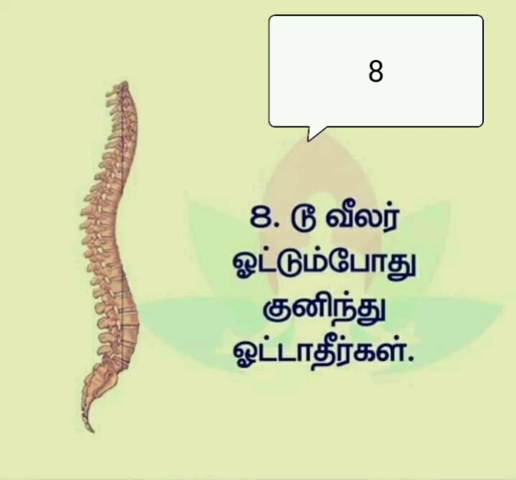 8
8. டூ வீலர்
ஓட்டும்போது
குனிந்து
ஓட்டாதீர்கள்.